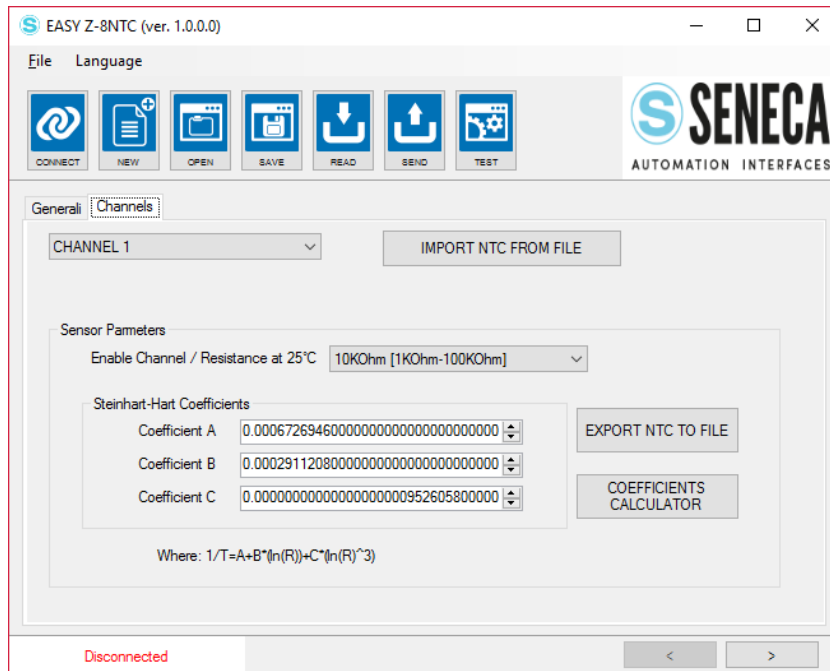 EASY Z-8NTC (ver. 1.0.0.0)
File Language
CONNECT NEW OPEN SAVE READ SEND TEST
S SENECA
AUTOMATION INTERFACES
Generali Channels
CHANNEL 1
IMPORT NTC FROM FILE
Sensor Parmeters
Enable Channel / Resistance at 25°C 10KOhm [1KOhm-100KOhm]
Steinhart-Hart Coefficients
Coefficient A 0.0006726946000000000000000000000
EXPORT NTC TO FILE
Coefficient B 0.0002911208000000000000000000000
Coefficient C 0.0000000000000000000952605800000
COEFFICIENTS
CALCULATOR
Where: 1/T=A+B*(ln(R))+C*(ln(R)^3)
Disconnected < >